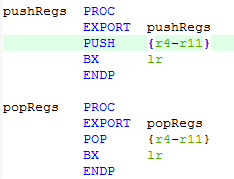 pushRegs PROC
EXPORT pushRegs
PUSH {r4-r11}
BX lr
ENDP
popRegs PROC
EXPORT popRegs
POP {r4-r11}
BX lr
ENDP